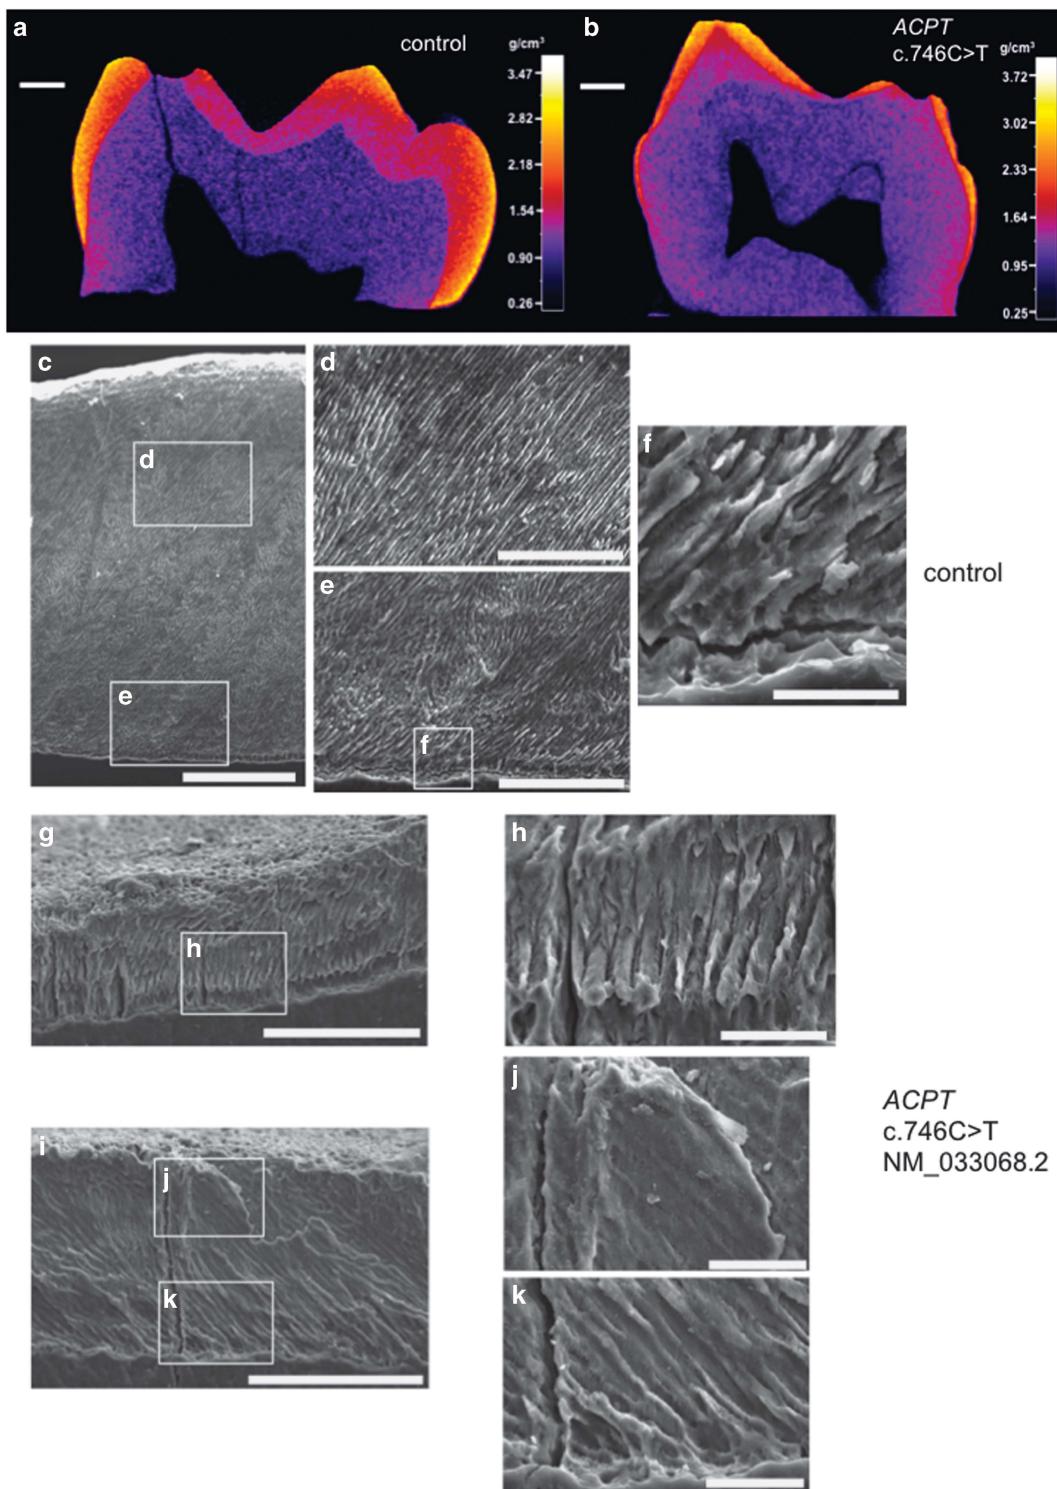 a
control
g/cm³
3.47
2.82
2.18
1.54
0.90
0.26
b
ACPT
c.746C>T
g/cm³
3.72
3.02
2.33
1.64
0.95
0.25
c
d
e
d
e
f
f
control
g
h
h
i
j
k
j
k
ACPT
c.746C>T
NM_033068.2